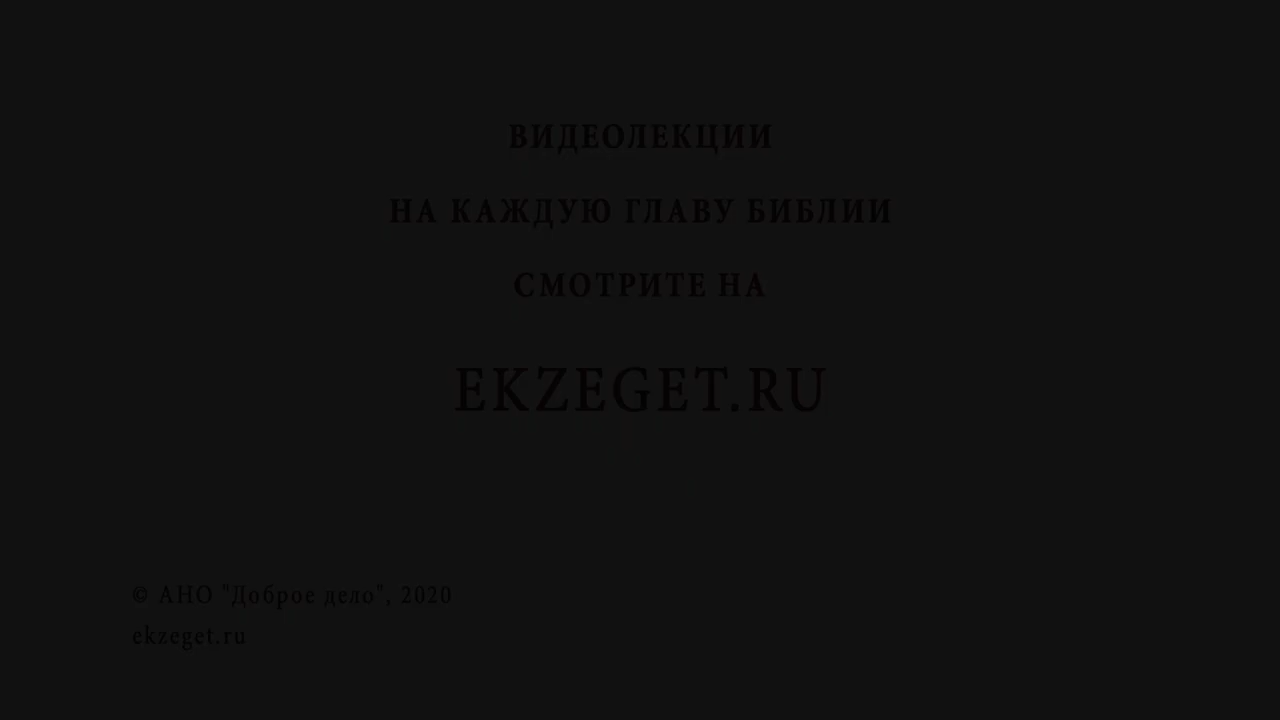 ВИДЕОЛЕКЦИИ
НА КАЖДУЮ ГЛАВУ БИБЛИИ
СМОТРИТЕ НА
EKZEGET.RU
© АНО "Доброе дело", 2020
ekzeget.ru